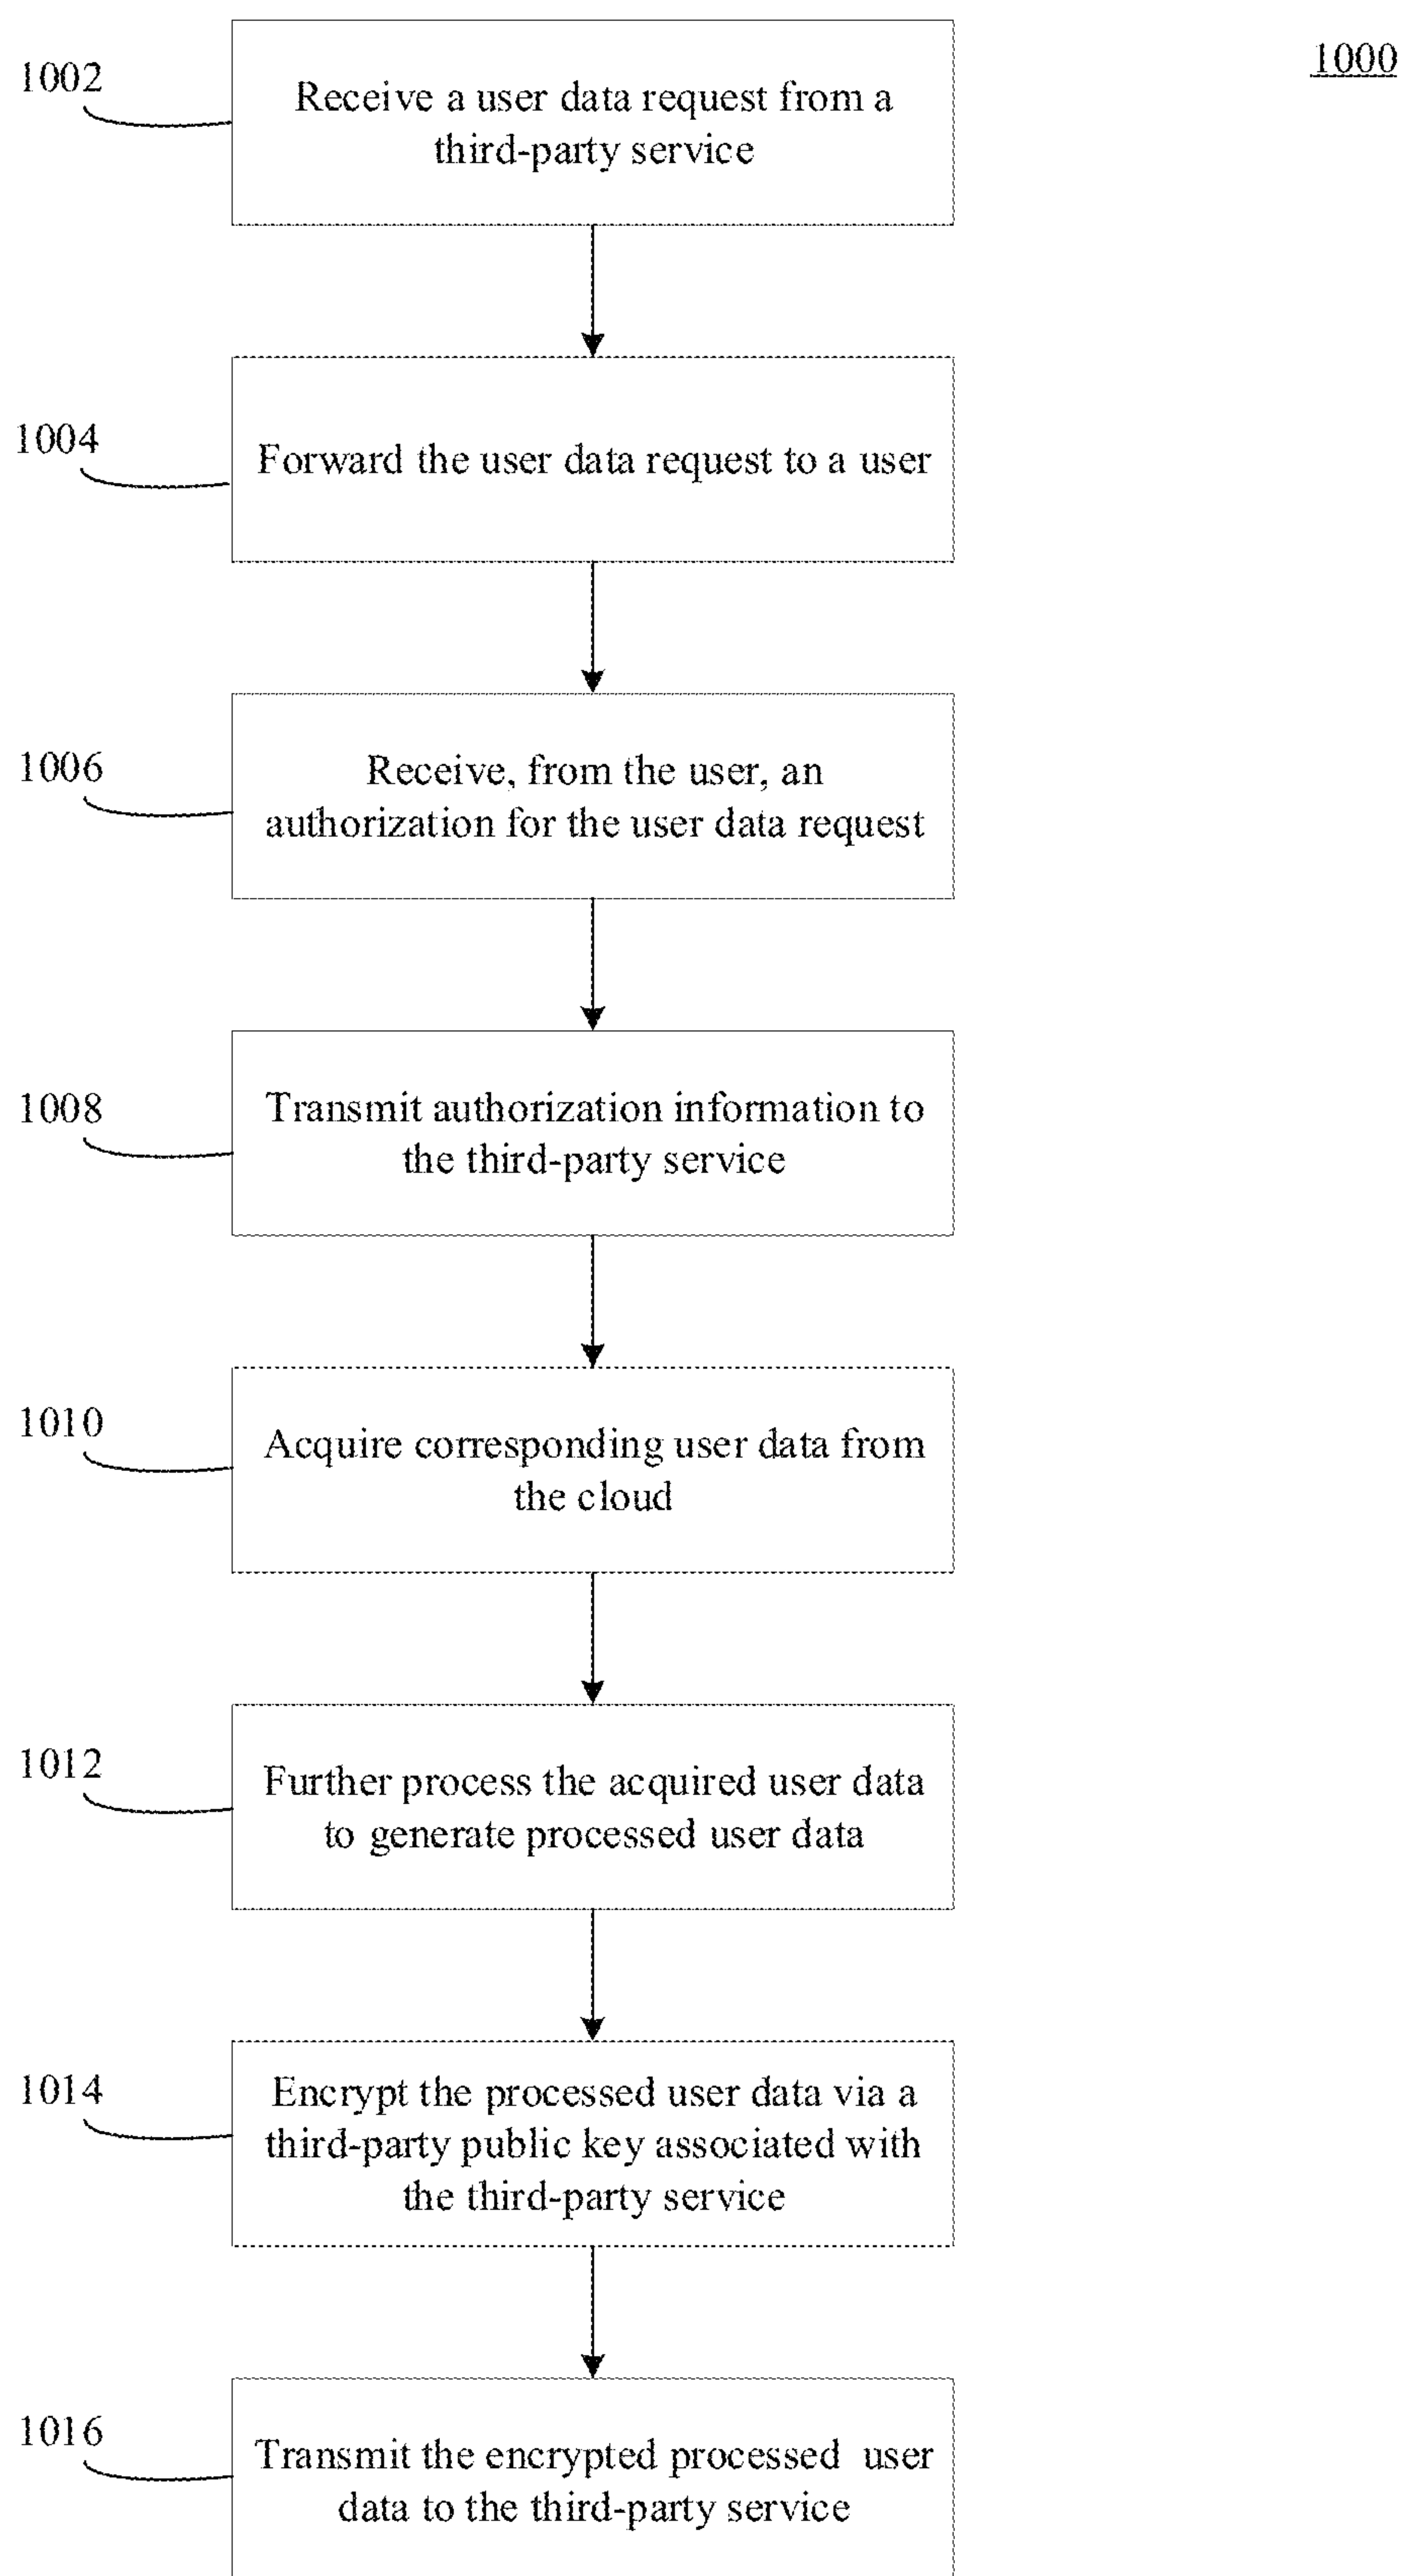 1000
1002
Receive a user data request from a
third-party service
1004
Forward the user data request to a user
1006
Receive, from the user, an
authorization for the user data request
1008
Transmit authorization information to
the third-party service
1010
Acquire corresponding user data from
the cloud
1012
Further process the acquired user data
to generate processed user data
1014
Encrypt the processed user data via a
third-party public key associated with
the third-party service
1016
Transmit the encrypted processed user
data to the third-party service